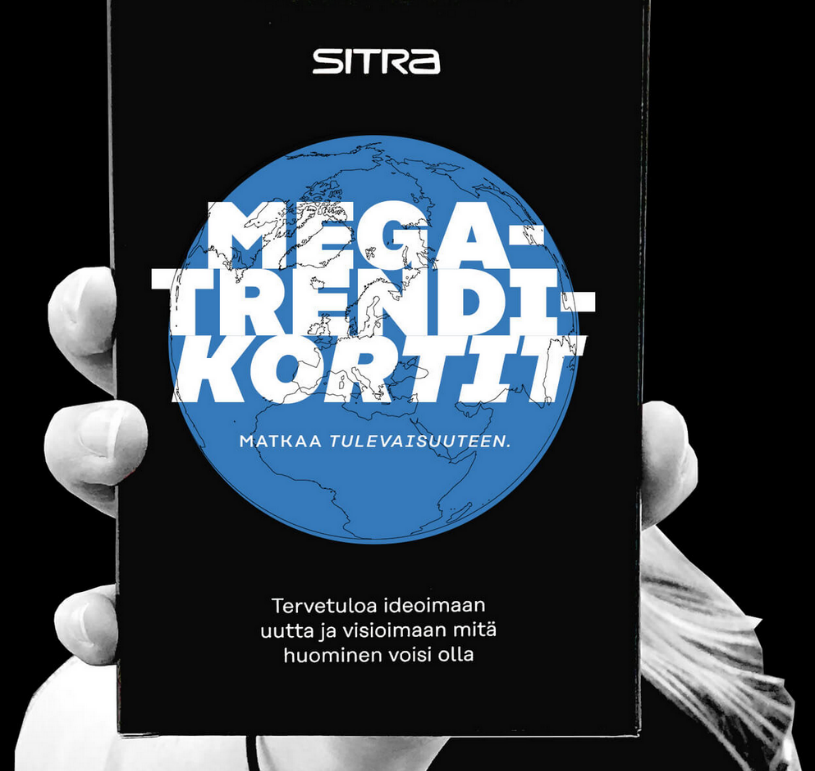 SITRA
MEGA-
TRENDI-
KORTIT
MATKAA TULEVAISUUTEEN.
Tervetuloa ideoimaan
uutta ja visioimaan mitä
huominen voisi olla